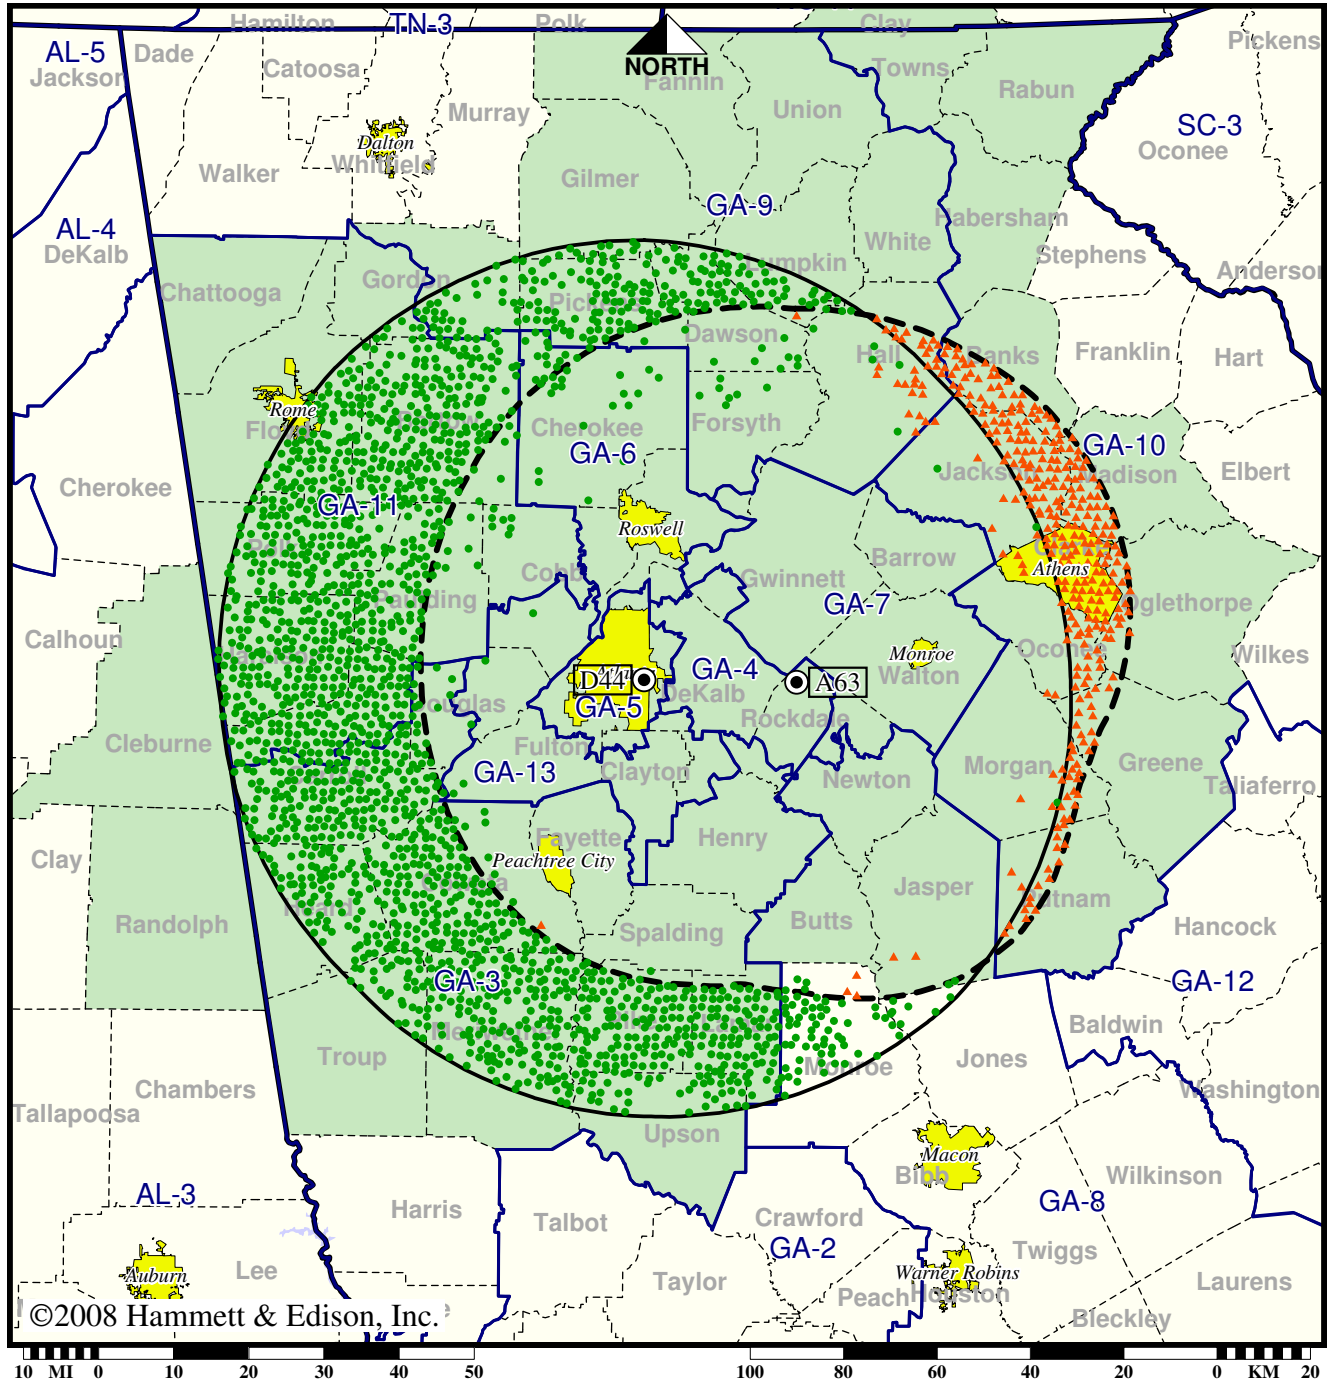 Hamilton
TN-3
Polk
Clay
AL-5
Dade
Jackson
Catoosa
NORTH
Fannin
Towns
Union
Rabun
Pickens
Murray
SC-3
Oconee
Dalton
Whitfield
Walker
Gilmer
GA-9
Habersham
AL-4
DeKalb
White
Stephens
Lumpkin
Anderson
Chattooga
Gordon
Pickens
Dawson
Hall
Banks
Franklin
Hart
Rome
Floyd
Cherokee
Forsyth
GA-6
GA-10
Jackson
Madison
Elbert
Cherokee
GA-11
Roswell
Polk
Cobb
Gwinnett
Barrow
Athens
Paulding
GA-7
Oglethorpe
Calhoun
Monroe
Oconee
Wilkes
GA-4
Walton
D44
A63
DeKalb
Douglas
GA-5
Rockdale
Cleburne
Fulton
GA-13
Clayton
Newton
Morgan
Greene
Taliaferro
Clay
Fayette
Henry
Peachtree City
Jasper
Putnam
Heard
Randolph
Spalding
Butts
Hancock
GA-3
GA-12
Meriwether
Pike
Lamar
Baldwin
Troup
Monroe
Jones
Chambers
Tallapoosa
Washington
Upson
Macon
Bibb
Wilkinson
AL-3
Harris
Talbot
Crawford
GA-8
GA-2
Twiggs
Auburn
Lee
Taylor
Warner Robins
Peach
Houston
Laurens
©2008 Hammett & Edison, Inc.
Bleckley
10 MI 0 10 20 30 40 50 100 80 60 40 20 0 KM 20